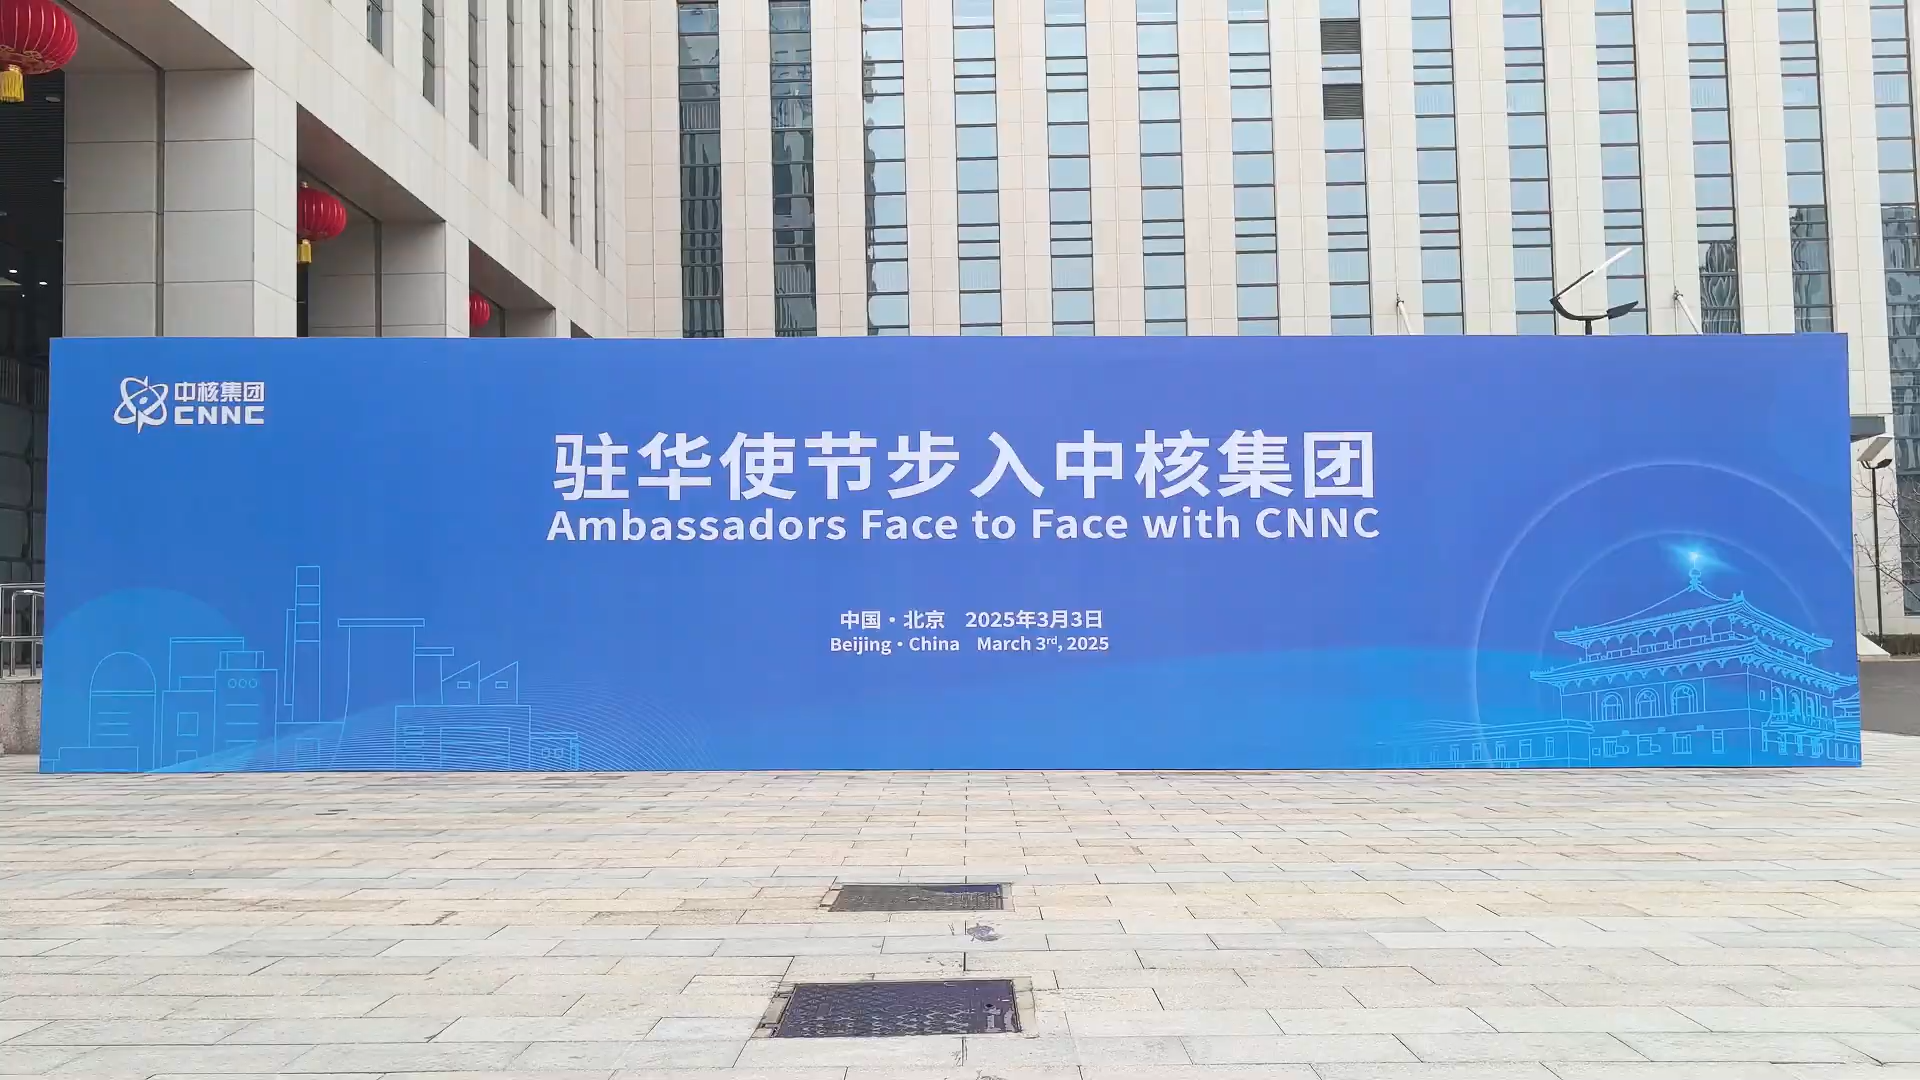 中核集团
CNNC
驻华使节步入中核集团
Ambassadors Face to Face with CNNC
中国·北京 2025年3月3日
Beijing·China March 3rd, 2025